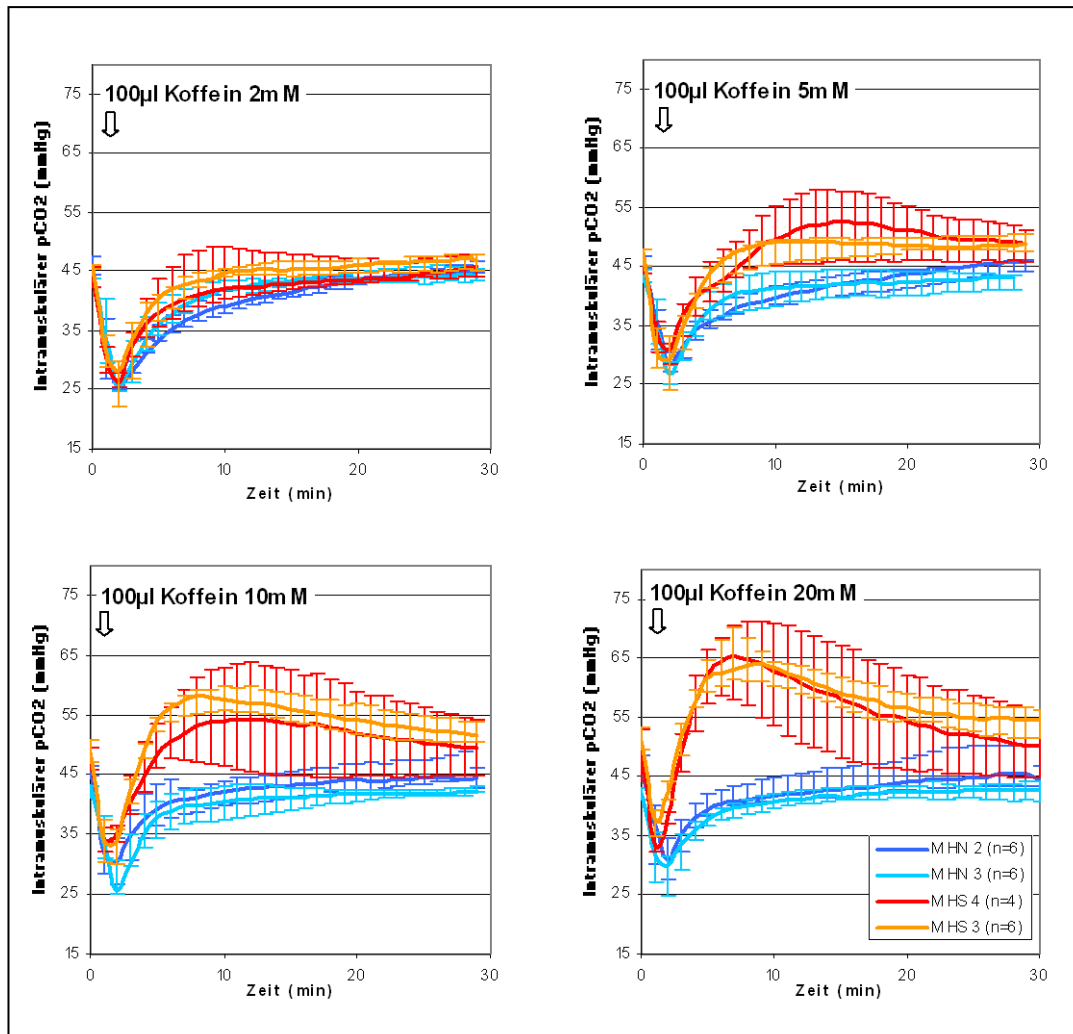 100µl Koffein 2mM
Intramuskulärer pCO2 [mmHg)
75
65
55
45
35
25
15
0
10
20
30
Zeit (min)
100µl Koffein 5mM
Intramuskulärer pCO2 [mmHg)
75
65
55
45
35
25
15
0
10
20
30
Zeit (min)
100µl Koffein 10mM
Intramuskulärer pCO2 (mmHg)
75
65
55
45
35
25
15
0
10
20
30
Zeit (min)
100µl Koffein 20mM
Intramuskulärer pCO2 [mmHg)
75
65
55
45
35
25
15
0
10
20
30
Zeit (min)
MHN 2 (n=6)
MHN 3 (n=6)
MHS 4 (n=4)
MHS 3 (n=6)